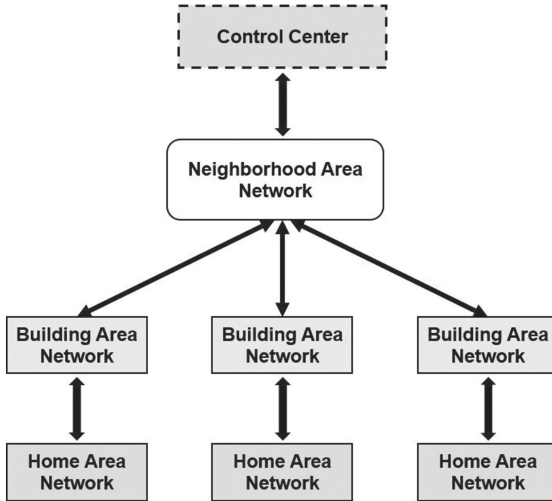 Control Center
Neighborhood Area
Network
Building Area
Network
Building Area
Network
Building Area
Network
Home Area
Network
Home Area
Network
Home Area
Network